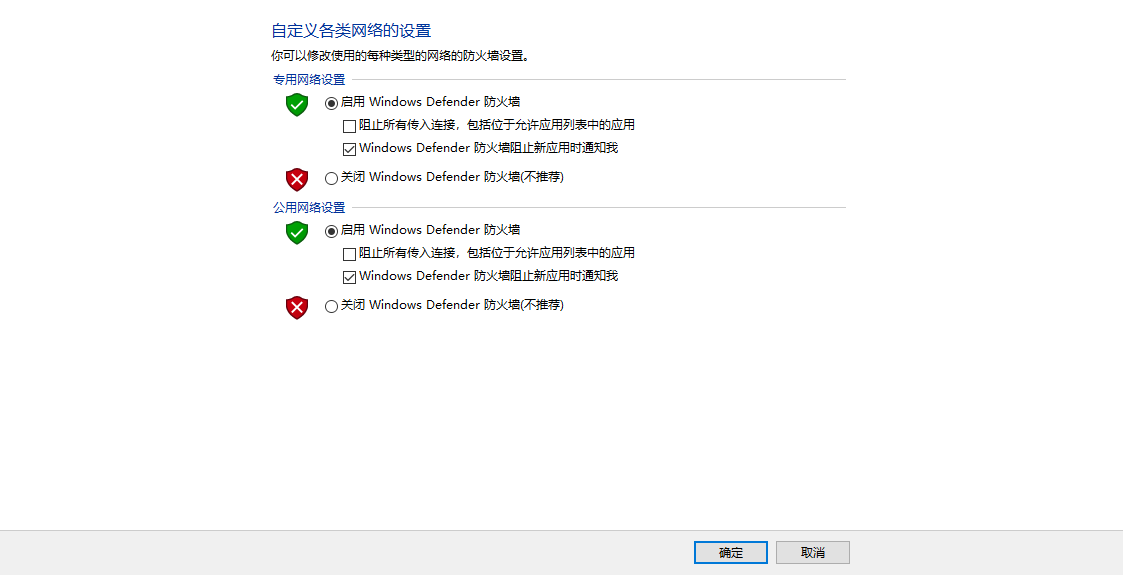 自定义各类网络的设置
你可以修改使用的每种类型的网络的防火墙设置。
专用网络设置
启用 Windows Defender 防火墙
阻止所有传入连接，包括位于允许应用列表中的应用
Windows Defender 防火墙阻止新应用时通知我
关闭 Windows Defender 防火墙(不推荐)
公用网络设置
启用 Windows Defender 防火墙
阻止所有传入连接，包括位于允许应用列表中的应用
Windows Defender 防火墙阻止新应用时通知我
关闭 Windows Defender 防火墙(不推荐)
确定 取消